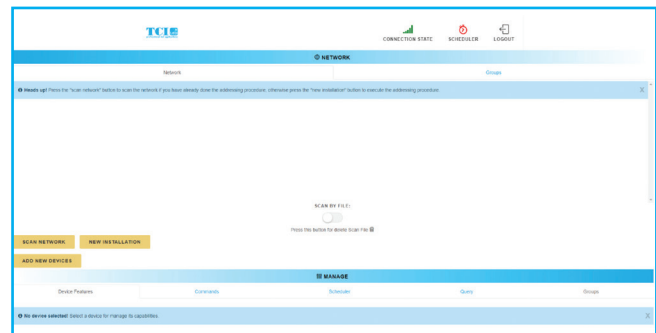 TCI
CONNECTION STATE
SCHEDULER
LOGOUT
NETWORK
Network
Groups
Heads up! Press the "scan network" button to scan the network if you have already done the addressing procedure, otherwise press the "new installation" button to execute the addressing procedure.
X
SCAN BY FILE:
Press this button for delete Scan File
SCAN NETWORK
NEW INSTALLATION
ADD NEW DEVICES
MANAGE
Device Features
Commands
Scheduler
Query
Groups
No device selected! Select a device for manage its capabilities.
X